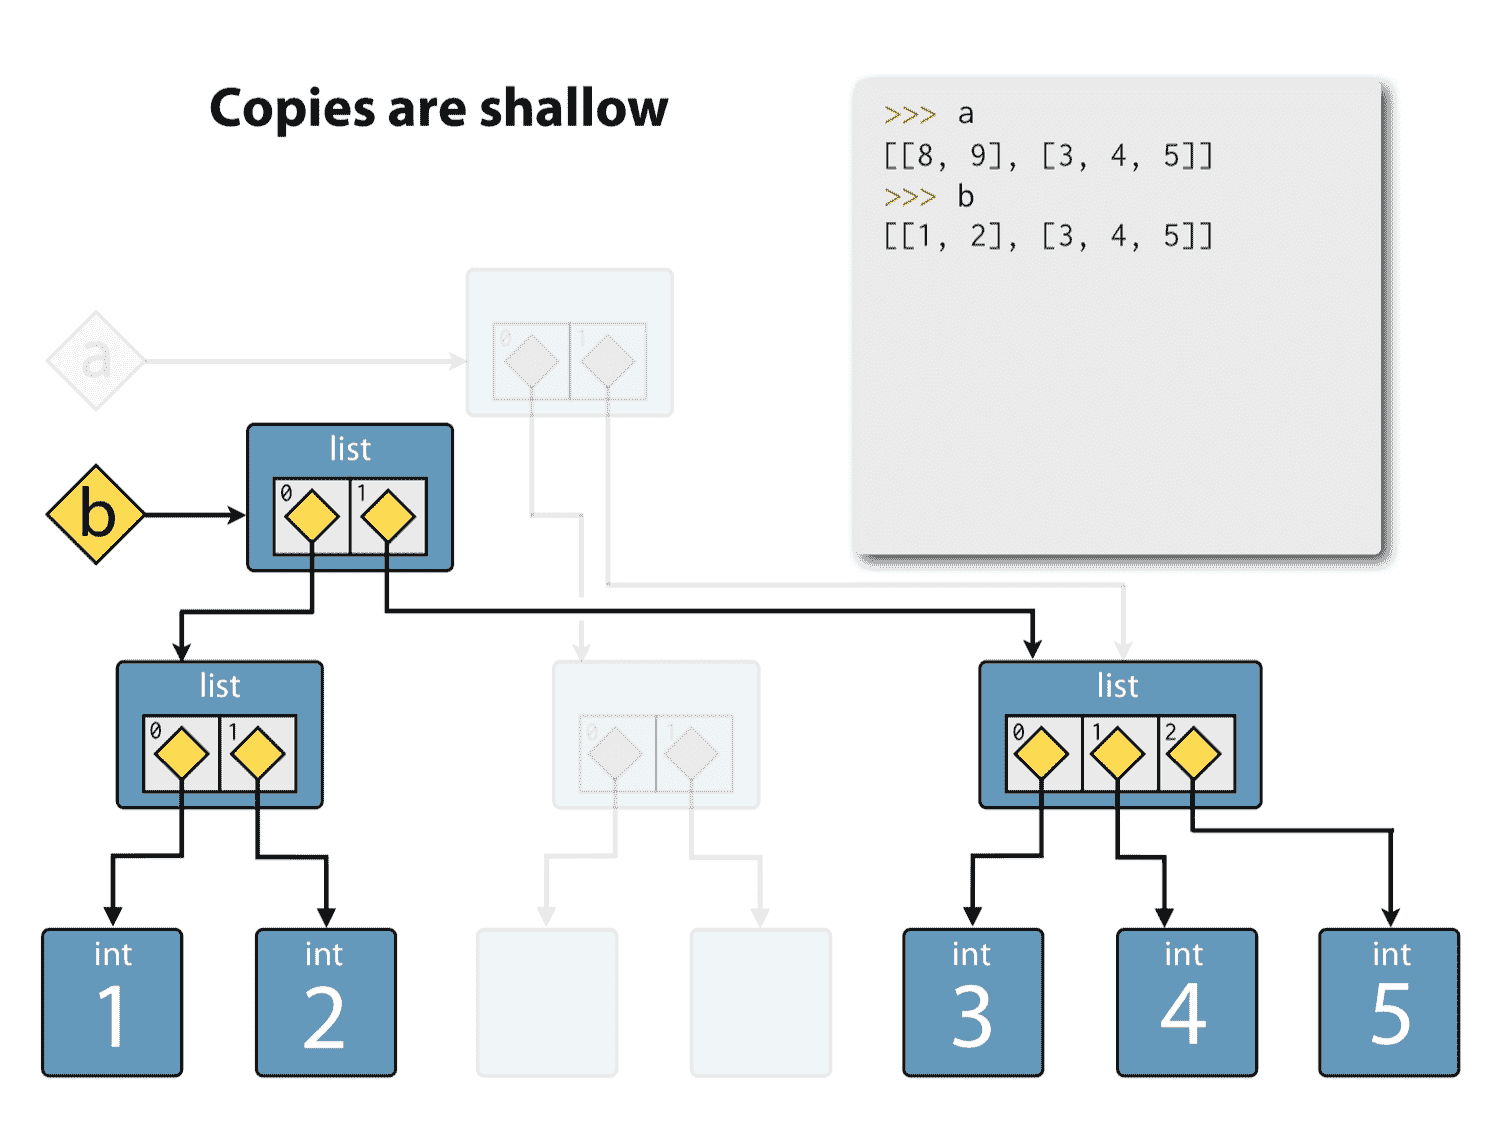 Copies are shallow
>>> a
[[8, 9], [3, 4, 5]]
>>> b
[[1, 2], [3, 4, 5]]
0 1
a
list
0 1
b
list
0 1
0 1
list
0 1 2
int
1
int
2
int
3
int
4
int
5